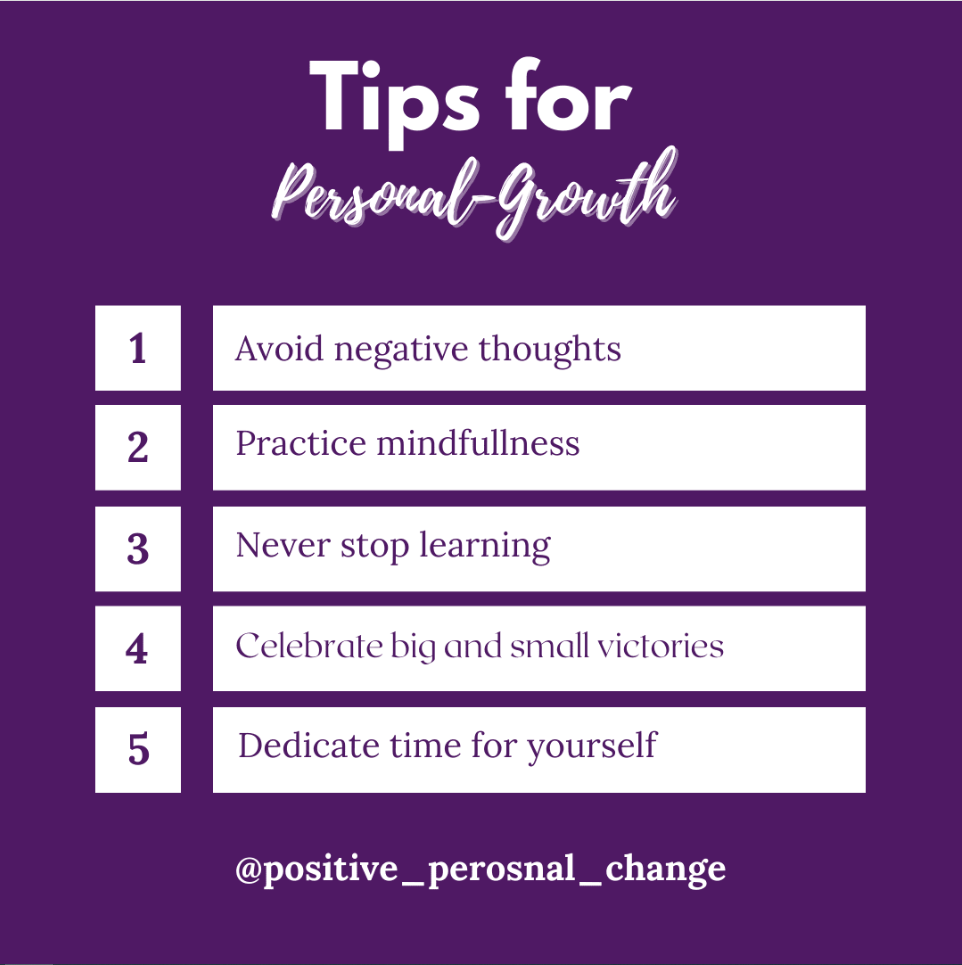 Tips for
Personal-Growth
1 Avoid negative thoughts
2 Practice mindfullness
3 Never stop learning
4 Celebrate big and small victories
5 Dedicate time for yourself
@positive_perosnal_change